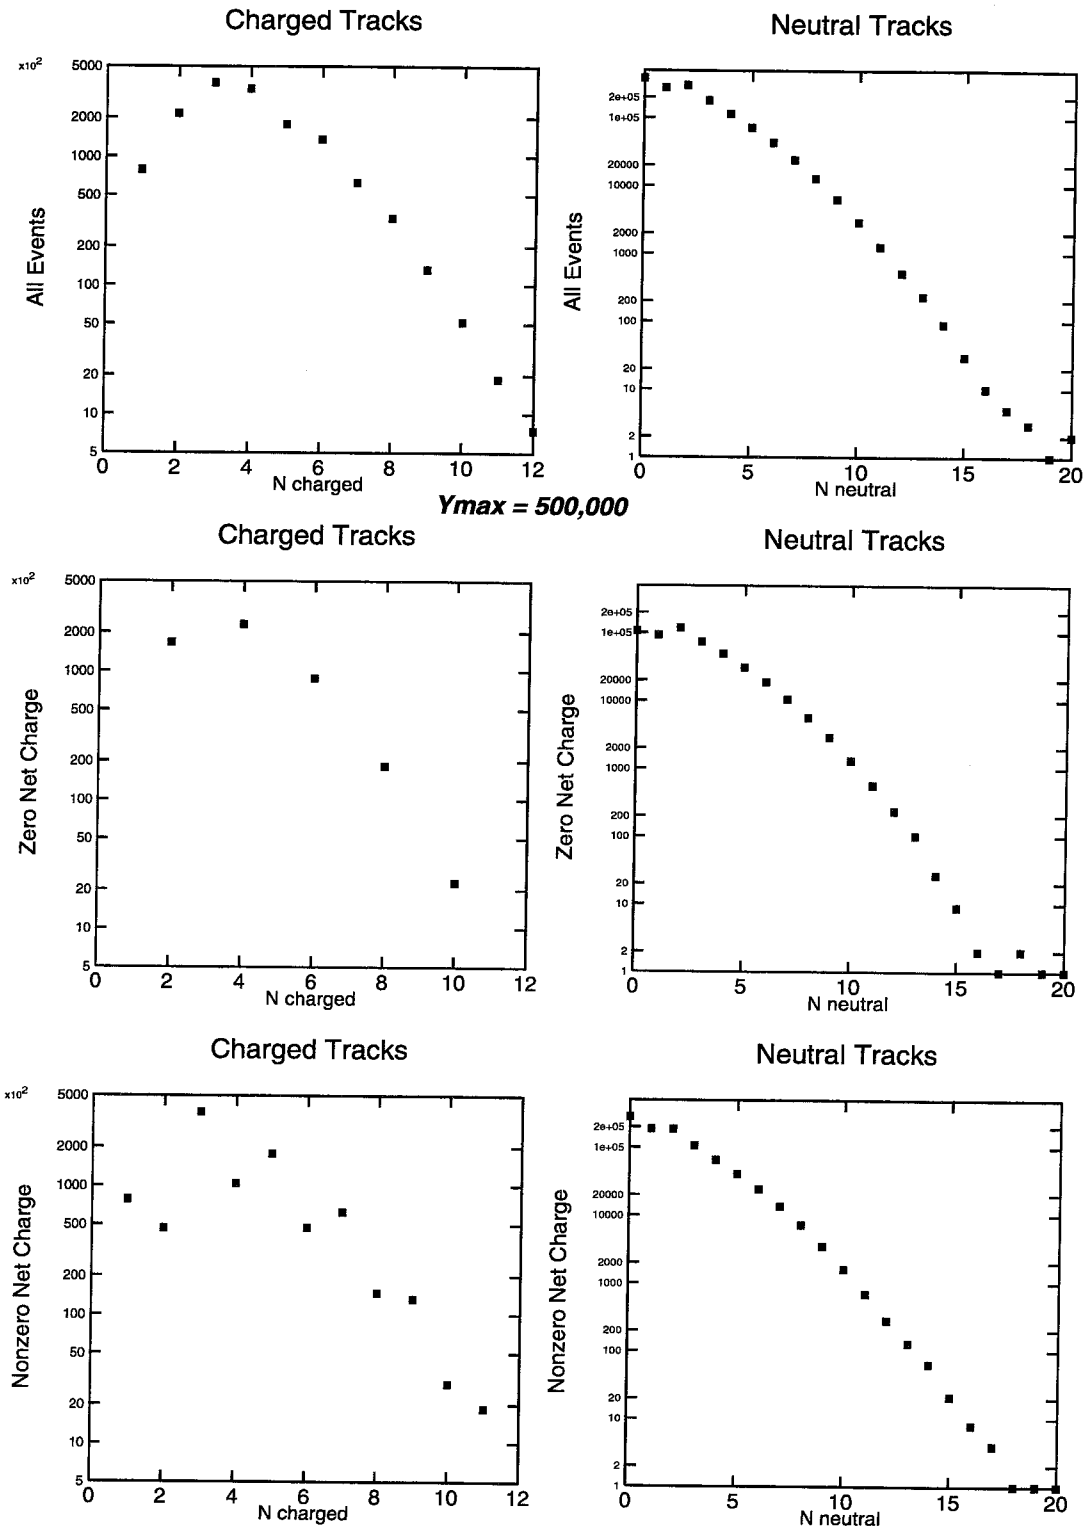 Charged Tracks
x10²
5000
2000
1000
500
200
100
50
20
10
5
0 2 4 6 8 10 12
N charged
All Events
Neutral Tracks
2e+05
1e+05
20000
10000
2000
1000
200
100
20
10
2
1
0 5 10 15 20
N neutral
All Events
Ymax = 500,000
Charged Tracks
x10²
5000
2000
1000
500
200
100
50
20
10
5
0 2 4 6 8 10 12
N charged
Zero Net Charge
Neutral Tracks
2e+05
1e+05
20000
10000
2000
1000
200
100
20
10
2
1
0 5 10 15 20
N neutral
Zero Net Charge
Charged Tracks
x10²
5000
2000
1000
500
200
100
50
20
10
5
0 2 4 6 8 10 12
N charged
Nonzero Net Charge
Neutral Tracks
2e+05
1e+05
20000
10000
2000
1000
200
100
20
10
2
1
0 5 10 15 20
N neutral
Nonzero Net Charge